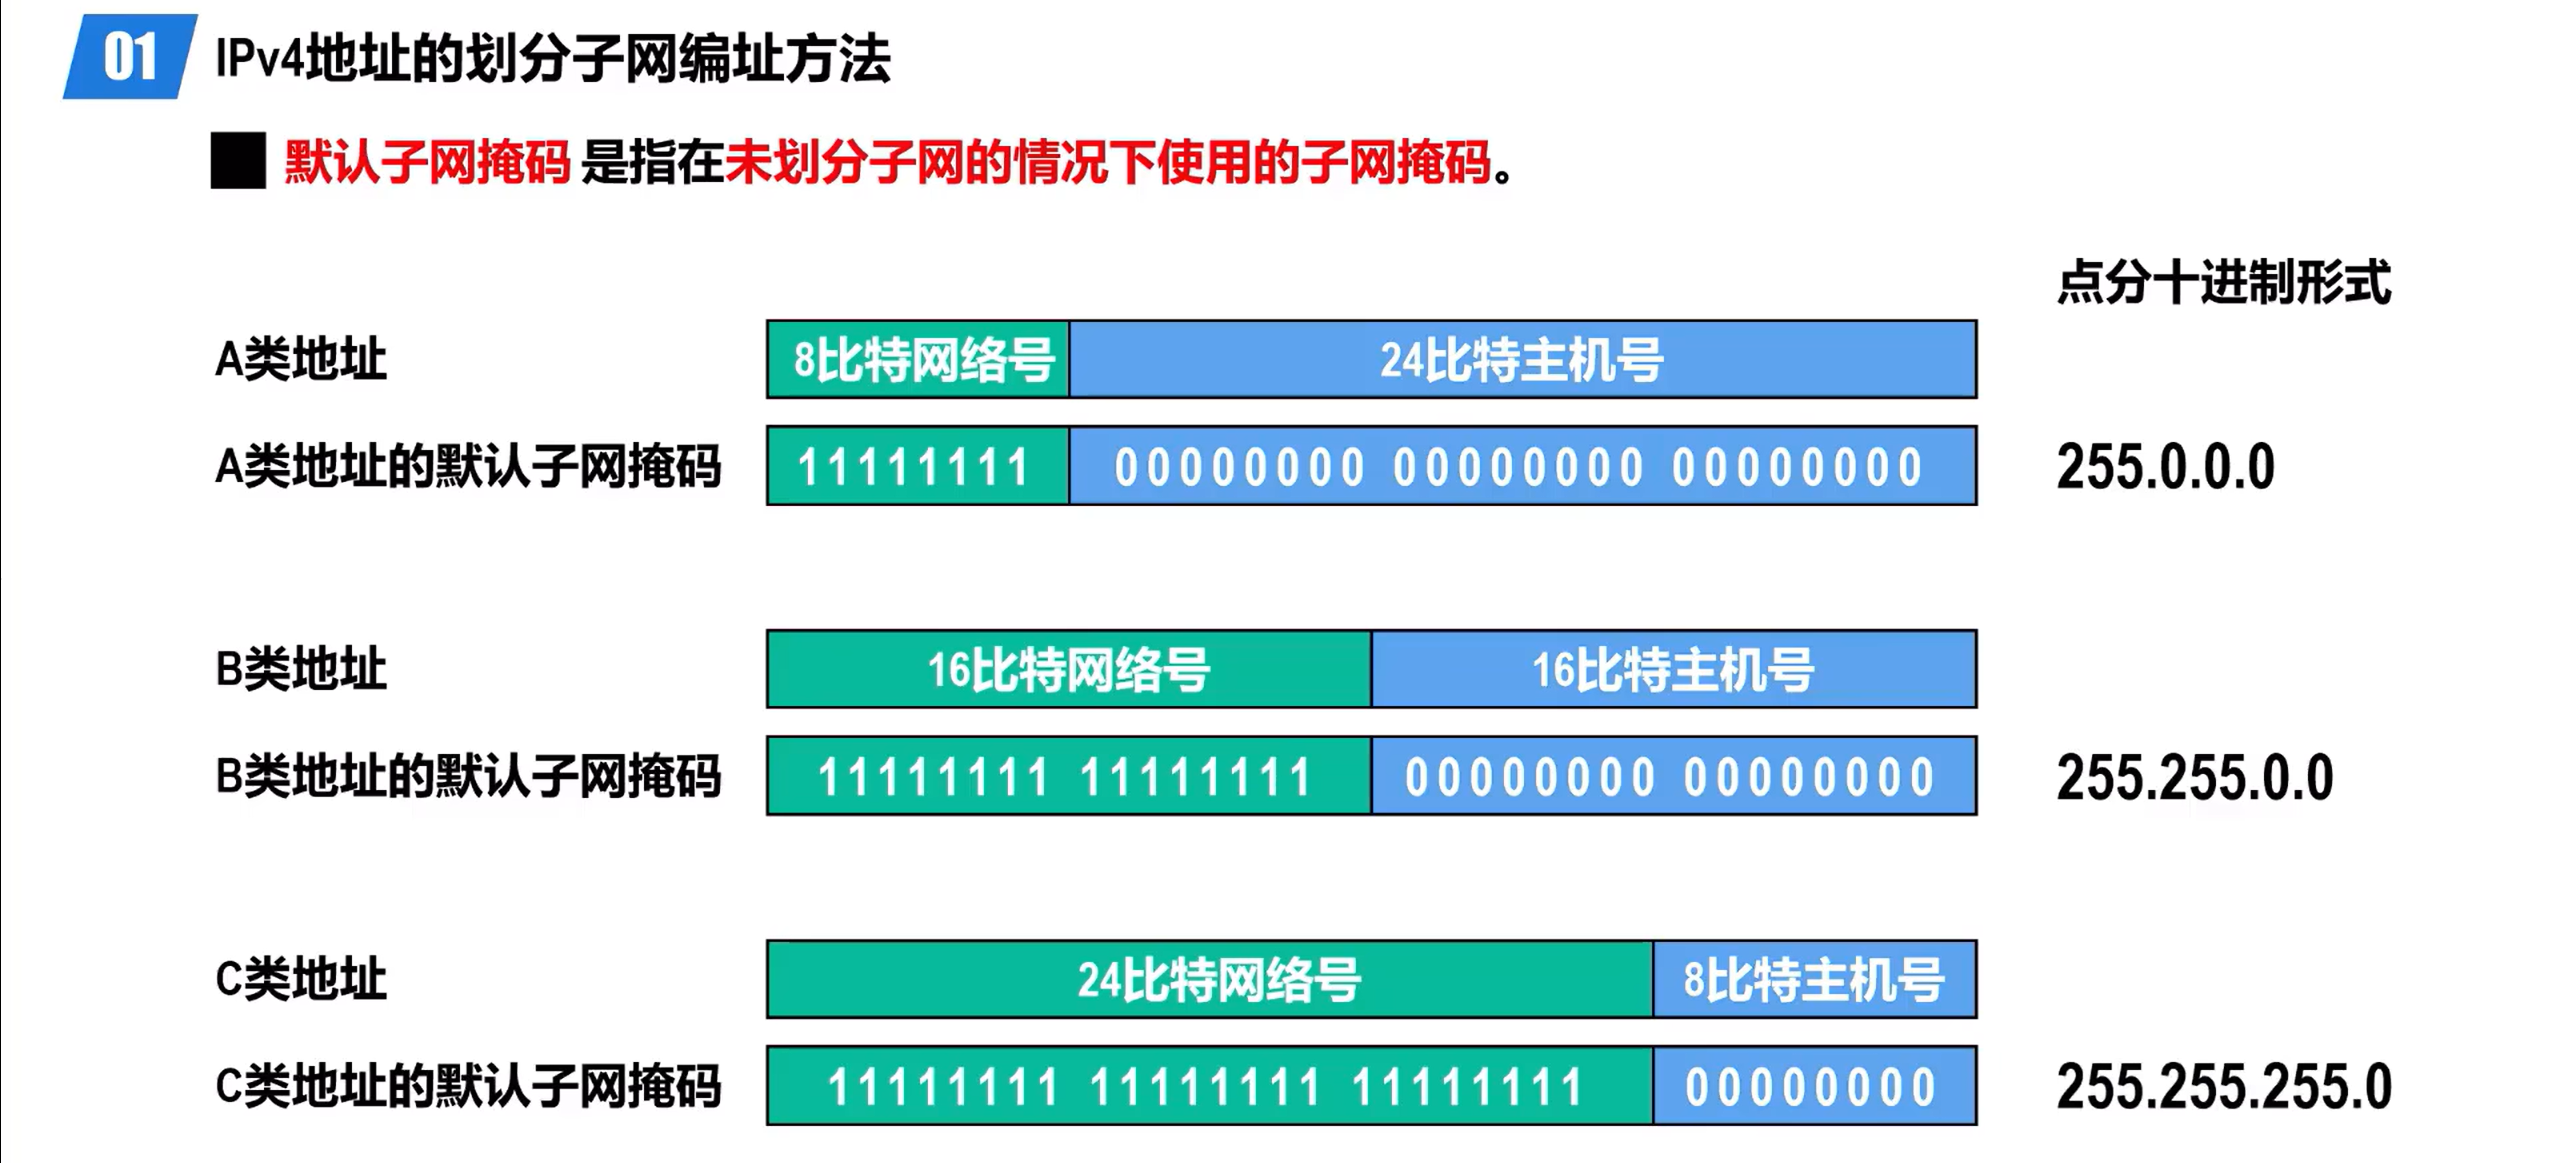 01 IPv4地址的划分子网编址方法
默认子网掩码 是指在未划分子网的情况下使用的子网掩码。
点分十进制形式
A类地址 8比特网络号 24比特主机号
A类地址的默认子网掩码 11111111 00000000 00000000 00000000 255.0.0.0
B类地址 16比特网络号 16比特主机号
B类地址的默认子网掩码 11111111 11111111 00000000 00000000 255.255.0.0
C类地址 24比特网络号 8比特主机号
C类地址的默认子网掩码 11111111 11111111 11111111 00000000 255.255.255.0